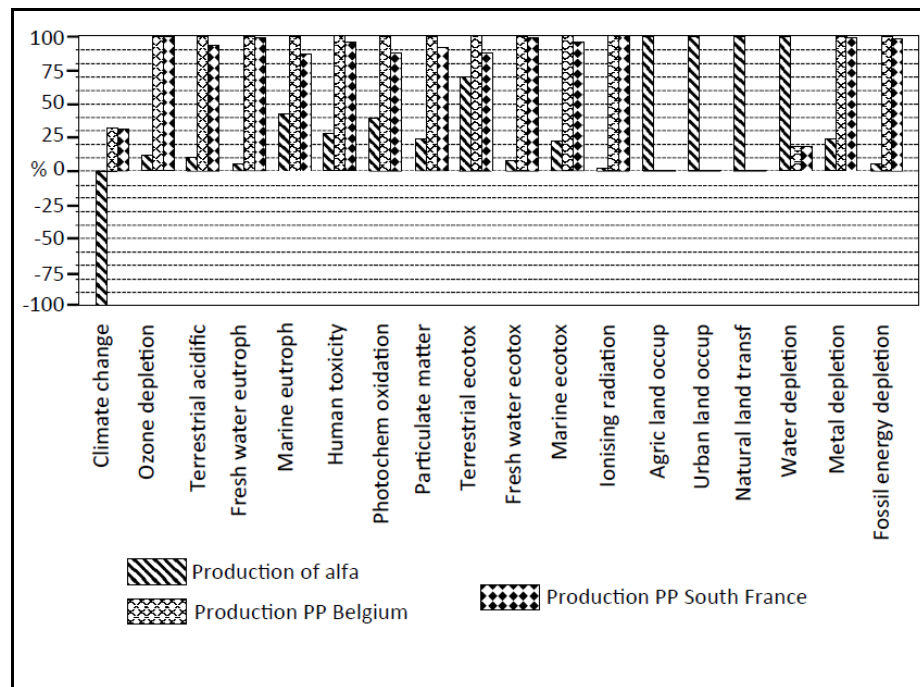 100
75
50
25
% 0
-25
-50
-75
-100
Climate change
Ozone depletion
Terrestrial acidific
Fresh water eutroph
Marine eutroph
Human toxicity
Photochem oxidation
Particulate matter
Terrestrial ecotox
Fresh water ecotox
Marine ecotox
Ionising radiation
Agric land occup
Urban land occup
Natural land transf
Water depletion
Metal depletion
Fossil energy depletion
Production of alfa
Production PP Belgium
Production PP South France